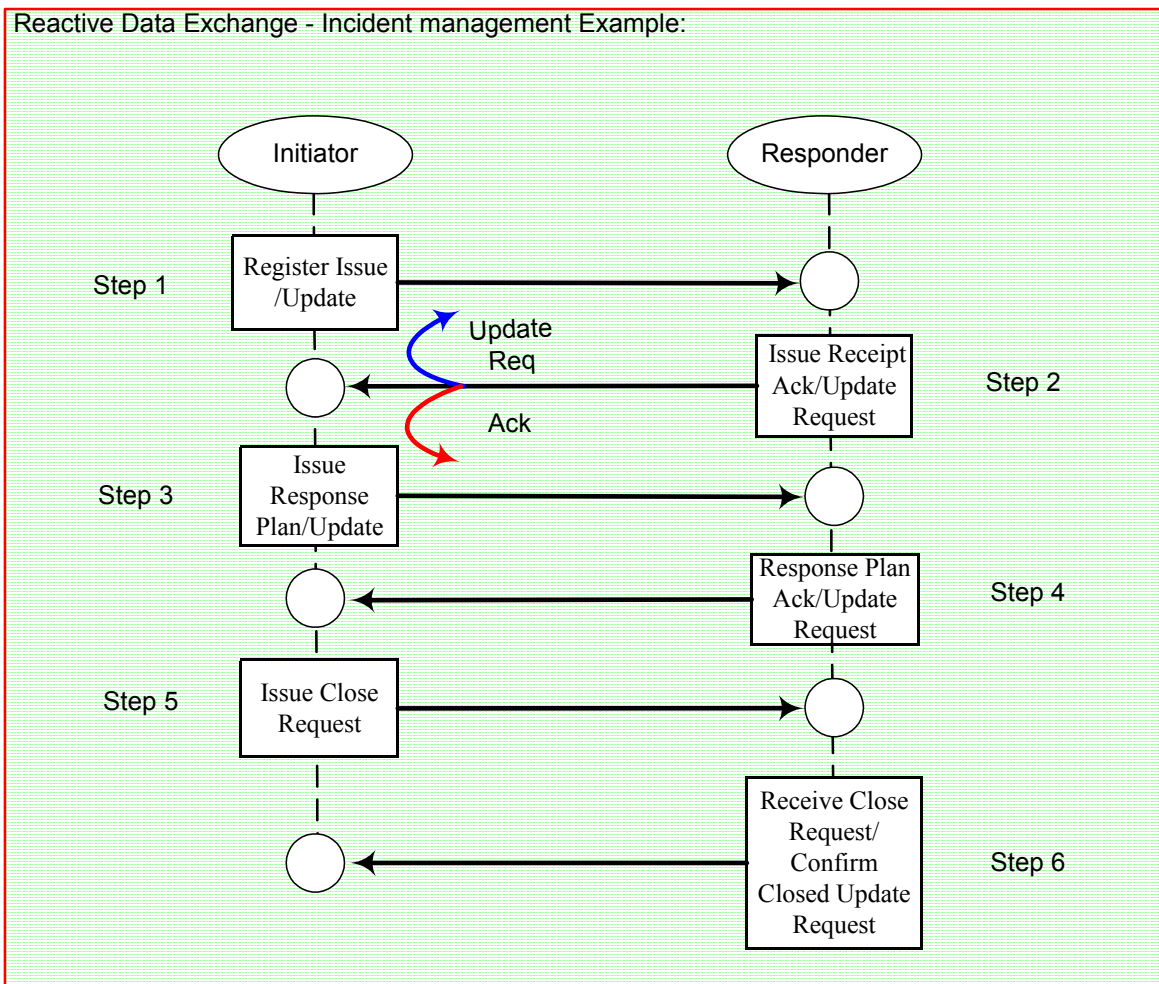 Reactive Data Exchange - Incident management Example:
Initiator
Responder
Step 1
Register Issue
/Update
Update
Req
Issue Receipt
Ack/Update
Request
Step 2
Ack
Step 3
Issue
Response
Plan/Update
Response Plan
Ack/Update
Request
Step 4
Step 5
Issue Close
Request
Receive Close
Request/
Confirm
Closed Update
Request
Step 6